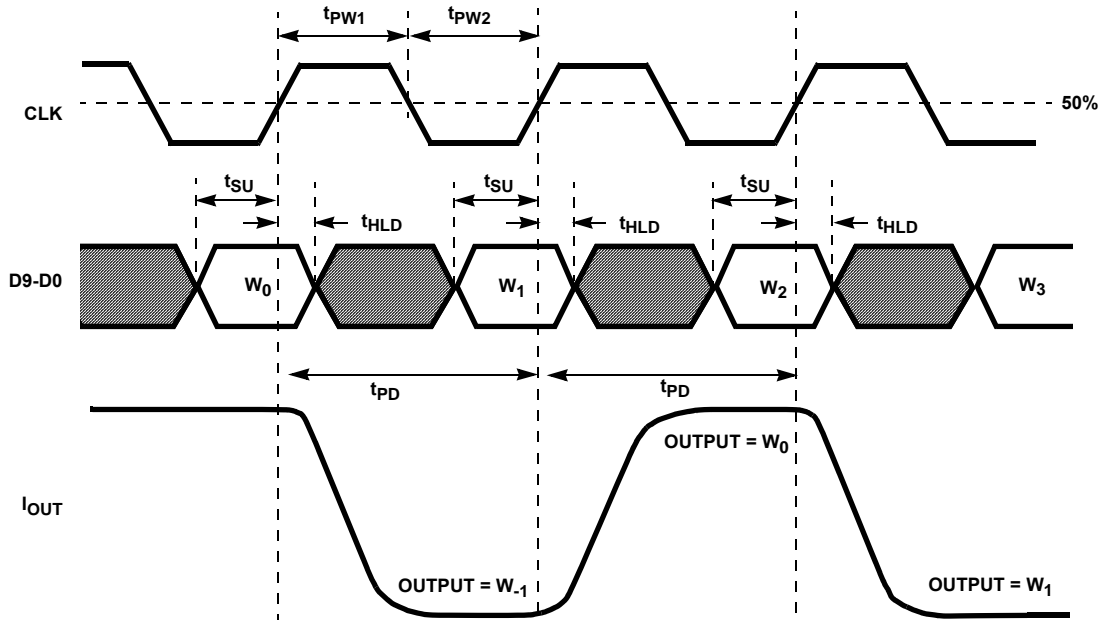 tPW1 tPW2
CLK 50%
tSU tSU tSU
tHLD tHLD tHLD
D9-D0 W0 W1 W2 W3
tPD tPD
OUTPUT = W0
IOUT
OUTPUT = W-1 OUTPUT = W1